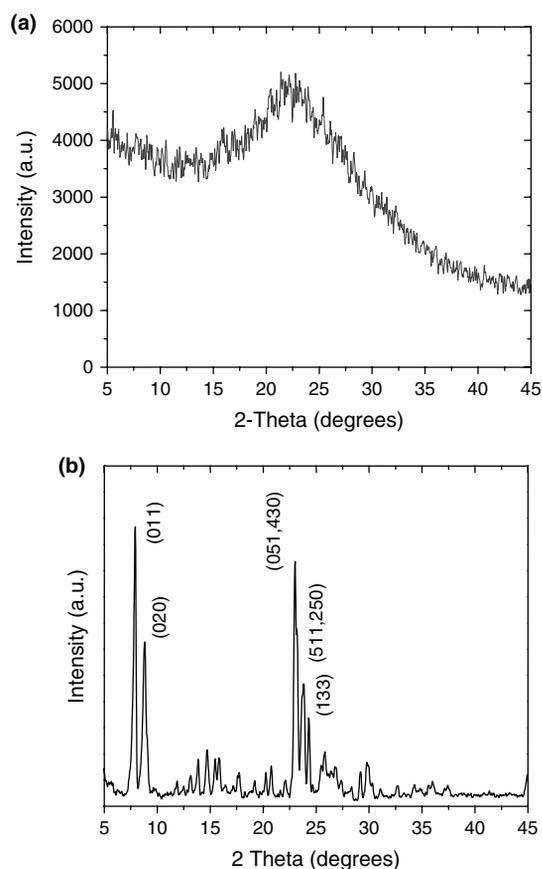 (a)
6000
5000
4000
3000
2000
1000
0
Intensity (a.u.)
5 10 15 20 25 30 35 40 45
2-Theta (degrees)
(b)
(011)
(020)
(051,430)
(511,250)
(133)
Intensity (a.u.)
5 10 15 20 25 30 35 40 45
2 Theta (degrees)